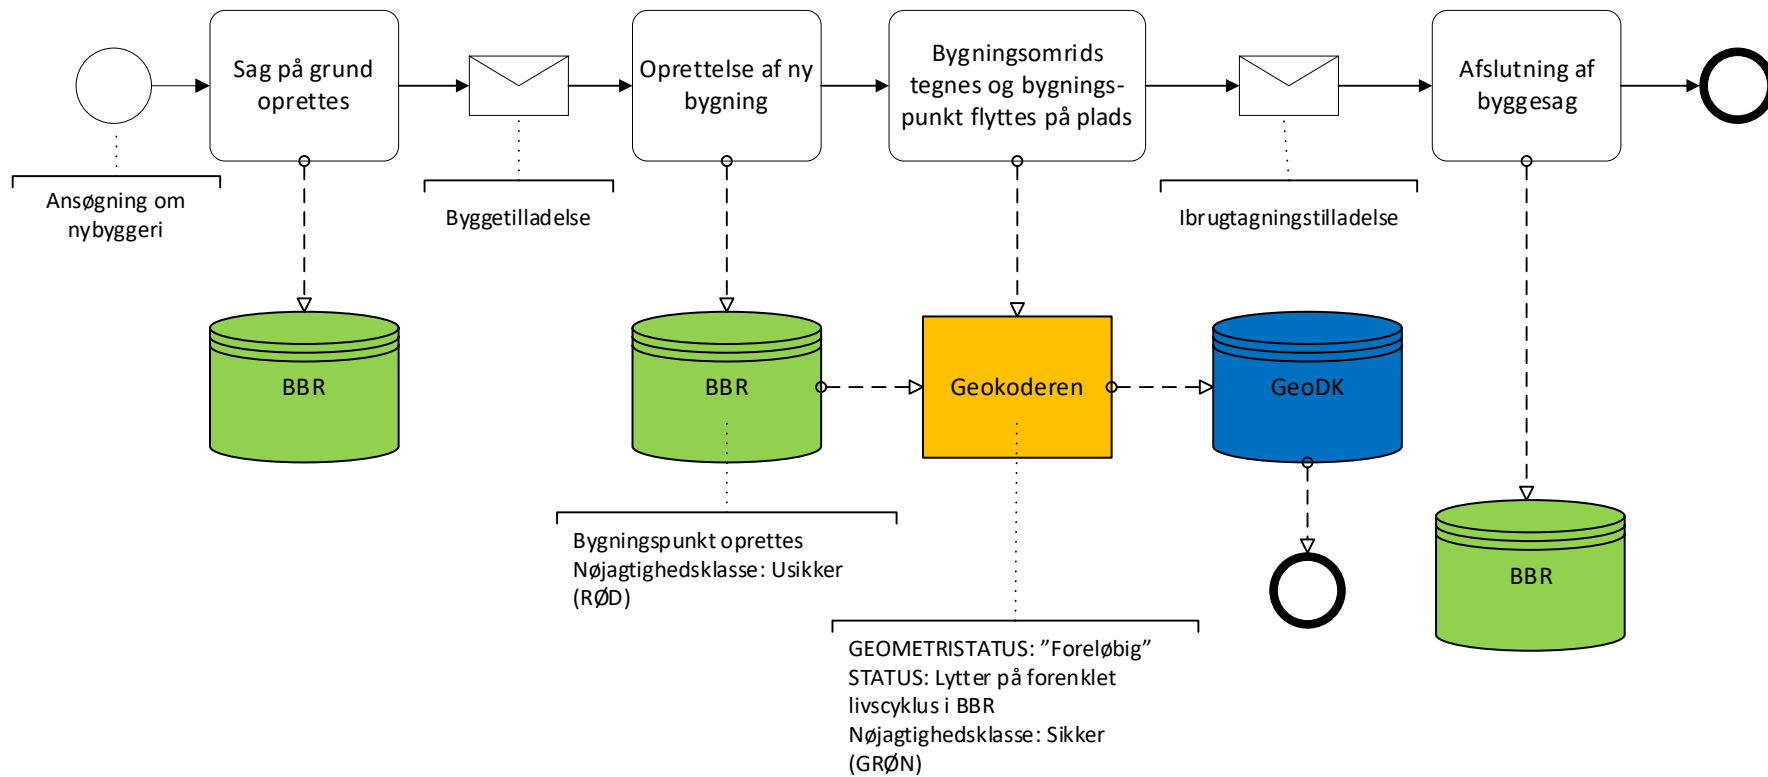 Sag på grund
oprettes
Oprettelse af ny
bygning
Bygningsomrids
tegnes og bygnings-
punkt flyttes på plads
Afslutning af
byggesag
Ansøgning om
nybyggeri
Byggetilladelse
Ibrugtagningstilladelse
BBR
BBR
Geokoderen
GeoDK
BBR
Bygningspunkt oprettes
Nøjagtighedsklasse: Usikker
(RØD)
GEOMETRISTATUS: ”Foreløbig”
STATUS: Lytter på forenklet
livscyklus i BBR
Nøjagtighedsklasse: Sikker
(GRØN)